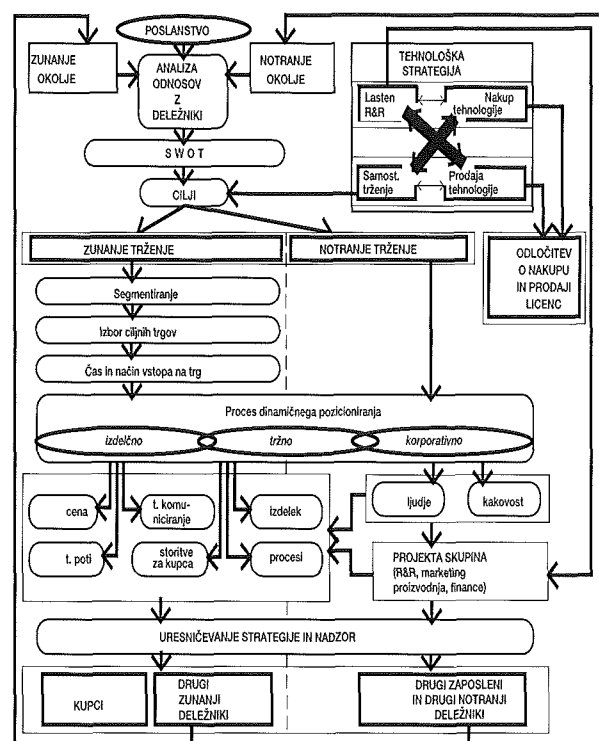 POSLANSTVO
ZUNANJE
OKOLJE
ANALIZA
ODNOSOV
Z
DELEŽNIKI
NOTRANJE
OKOLJE
TEHNOLOŠKA
STRATEGIJA
Lasten
R&R
Nakup
tehnologije
Samost.
trženje
Prodaja
tehnologije
S W O T
CILJI
ZUNANJE TRŽENJE
NOTRANJE TRŽENJE
ODLOČITEV
O NAKUPU
IN PRODAJI
LICENC
Segmentiranje
Izbor ciljnih trgov
Čas in način vstopa na trg
Proces dinamičnega pozicioniranja
izdelčno
tržno
korporativno
cena
t. komu-
niciranje
izdelek
ljudje
kakovost
t. poti
storitve
za kupca
procesi
PROJEKTA SKUPINA
(R&R, marketing
proizvodnja, finance)
URESNIČEVANJE STRATEGIJE IN NADZOR
KUPCI
DRUGI
ZUNANJI
DELEŽNIKI
DRUGI ZAPOSLENI
IN DRUGI NOTRANJI
DELEŽNIKI